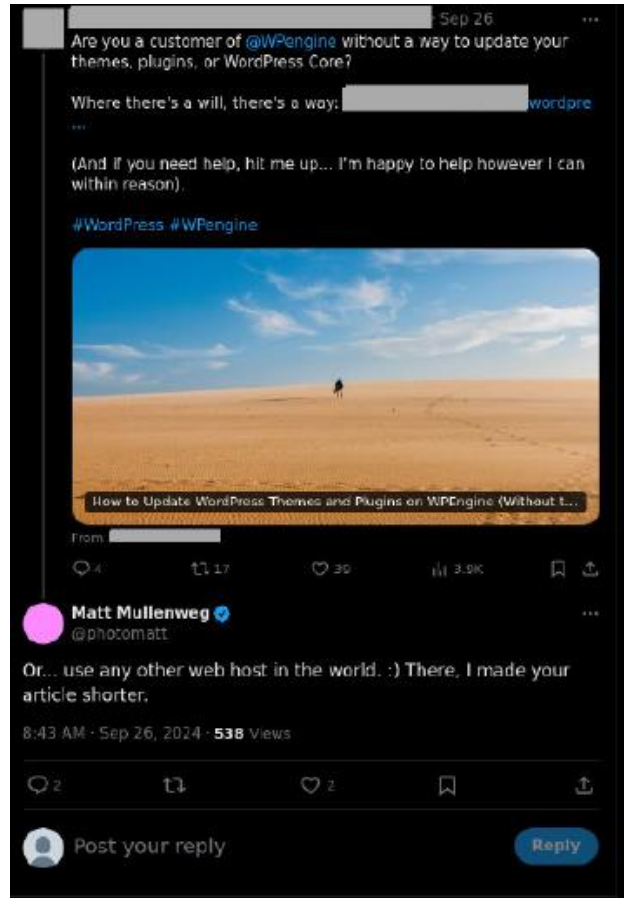 Sep 26
Are you a customer of @WPengine without a way to update your
themes, plugins, or WordPress Core?
Where there's a will, there's a way: wordpre
...
(And if you need help, hit me up... I'm happy to help however I can
within reason).
#WordPress #WPengine
How to Update WordPress Themes and Plugins on WPEngine (Without t...
From
4 17 39 3.9K
Matt Mullenweg
@photomatt
Or... use any other web host in the world. :) There, I made your
article shorter.
8:43 AM · Sep 26, 2024 · 538 Views
2 2
Post your reply
Reply